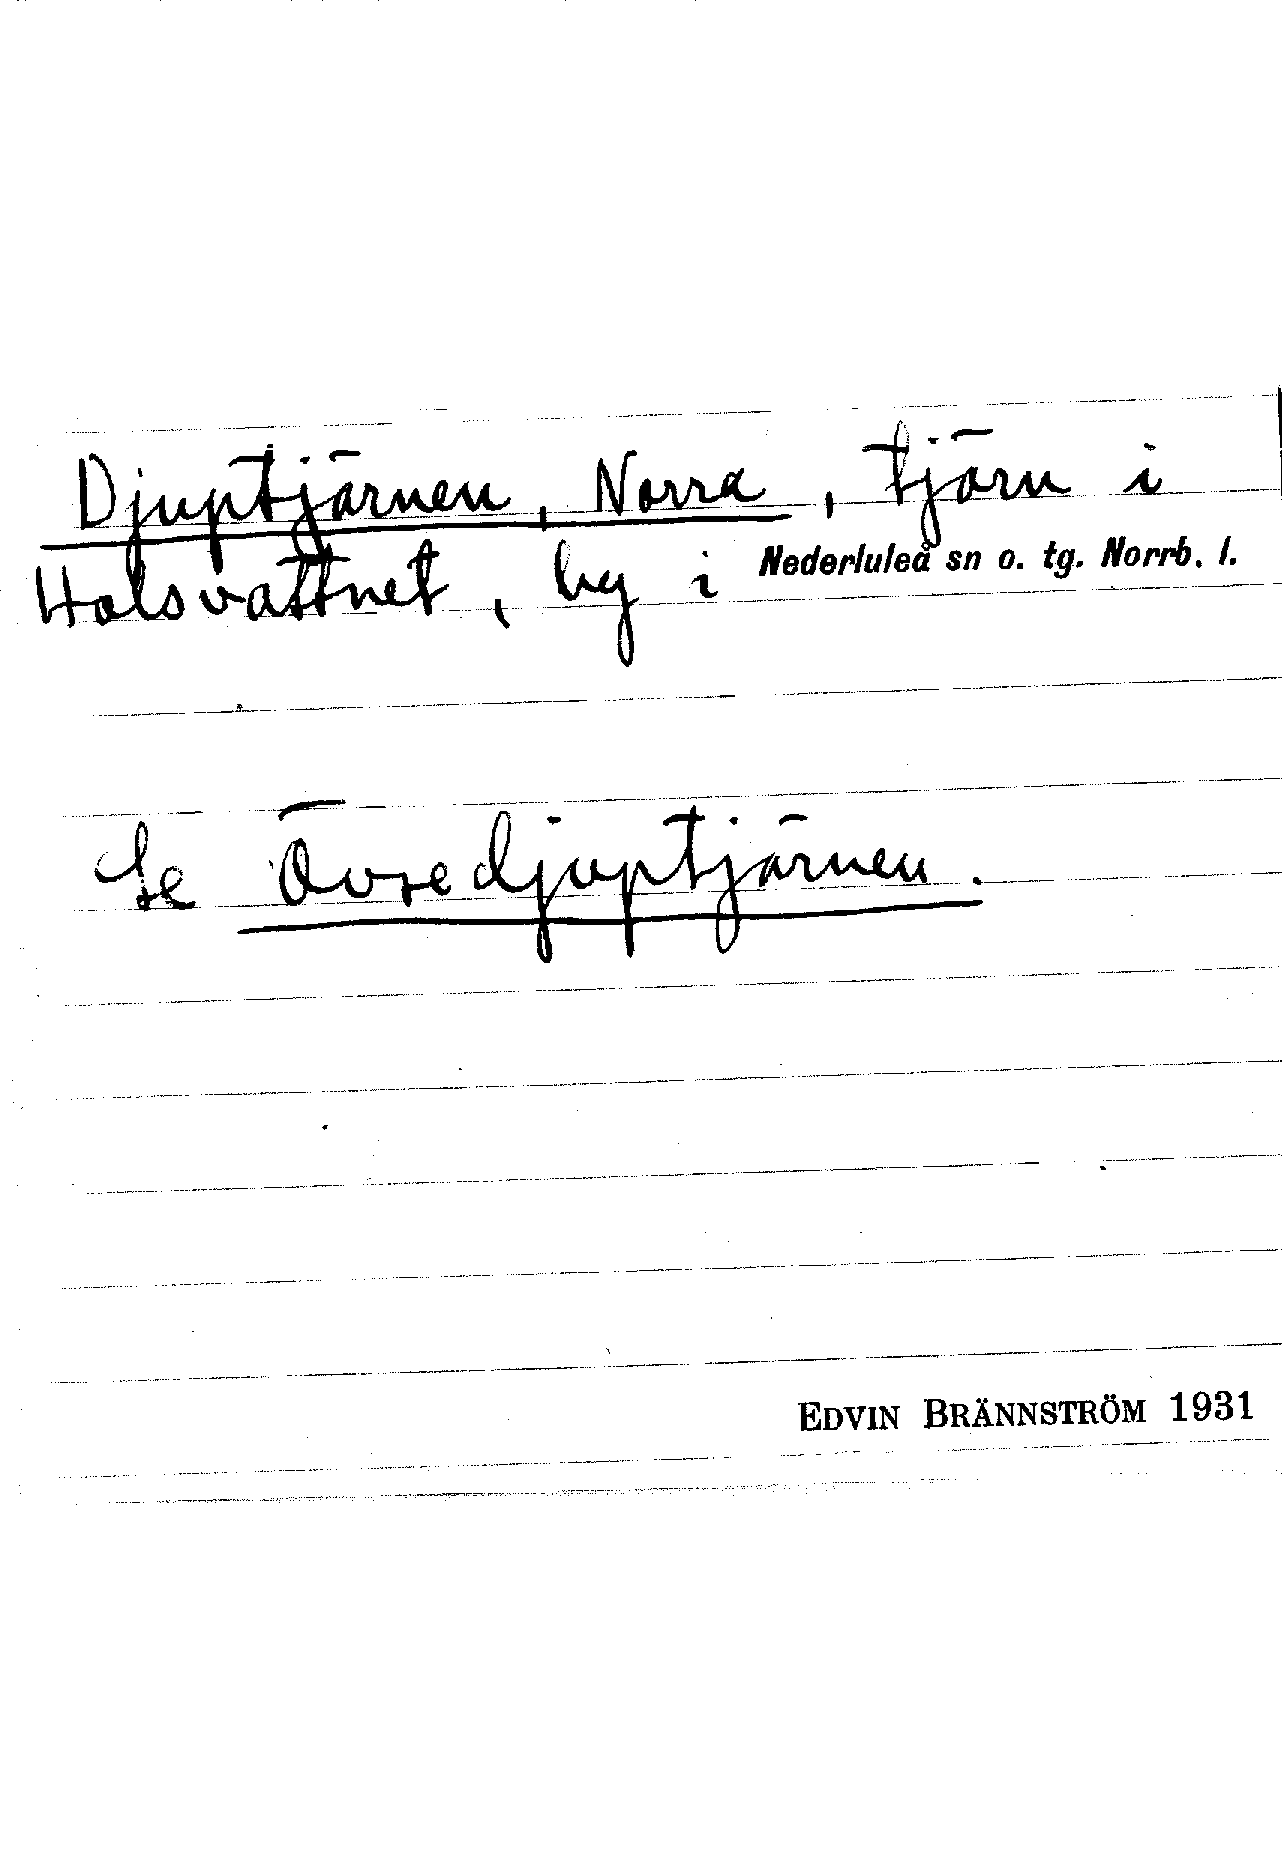 Djuptjärnen, Norra, tjärn i
Holsvattnet, by i Nederluleå sn o. tg. Norrb. l.
Se Övredjuptjärnen.
EDVIN BRÄNNSTRÖM 1931